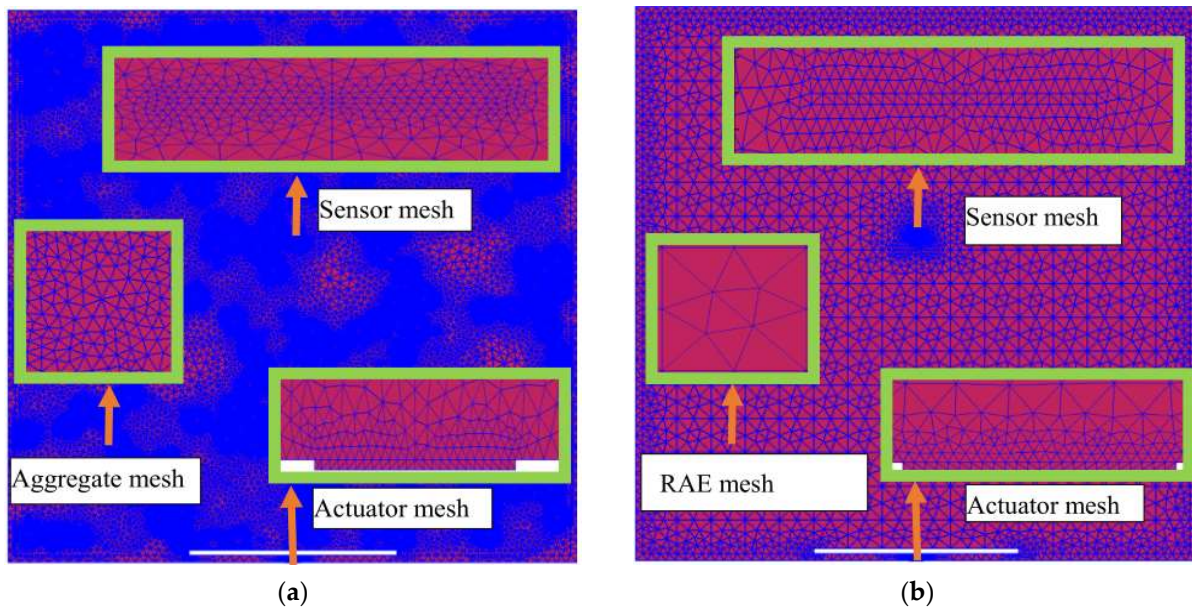 Sensor mesh
Aggregate mesh
Actuator mesh
(a)
Sensor mesh
RAE mesh
Actuator mesh
(b)